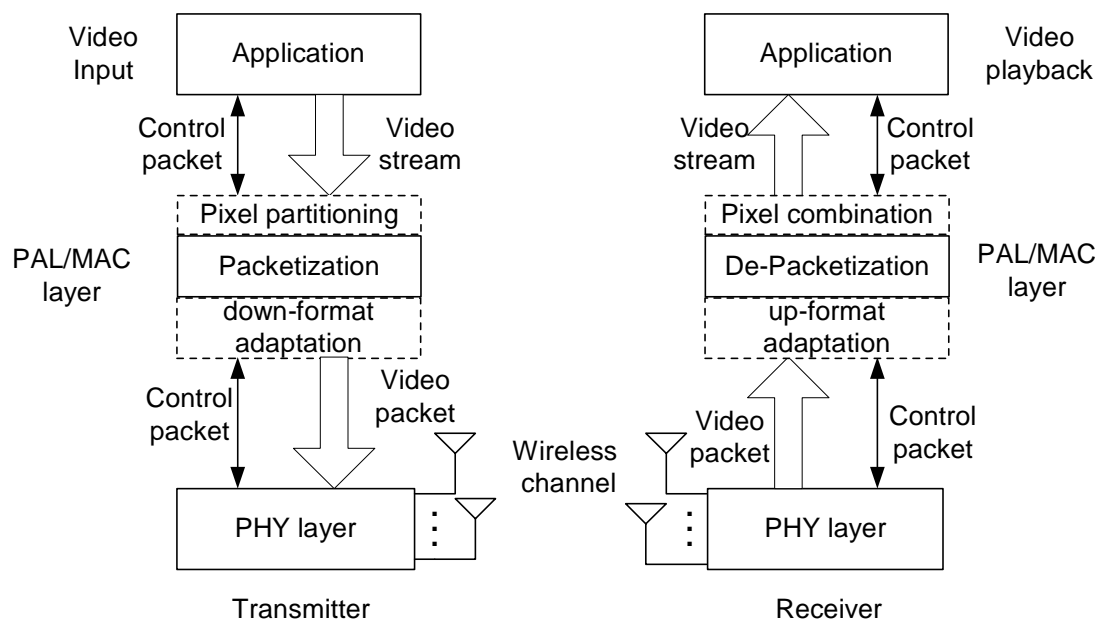 Video
Input
Application
Control
packet
Video
stream
Pixel partitioning
PAL/MAC
layer
Packetization
down-format
adaptation
Control
packet
Video
packet
PHY layer
Transmitter
Wireless
channel
Application
Video
playback
Video
stream
Control
packet
Pixel combination
De-Packetization
PAL/MAC
layer
up-format
adaptation
Video
packet
Control
packet
PHY layer
Receiver